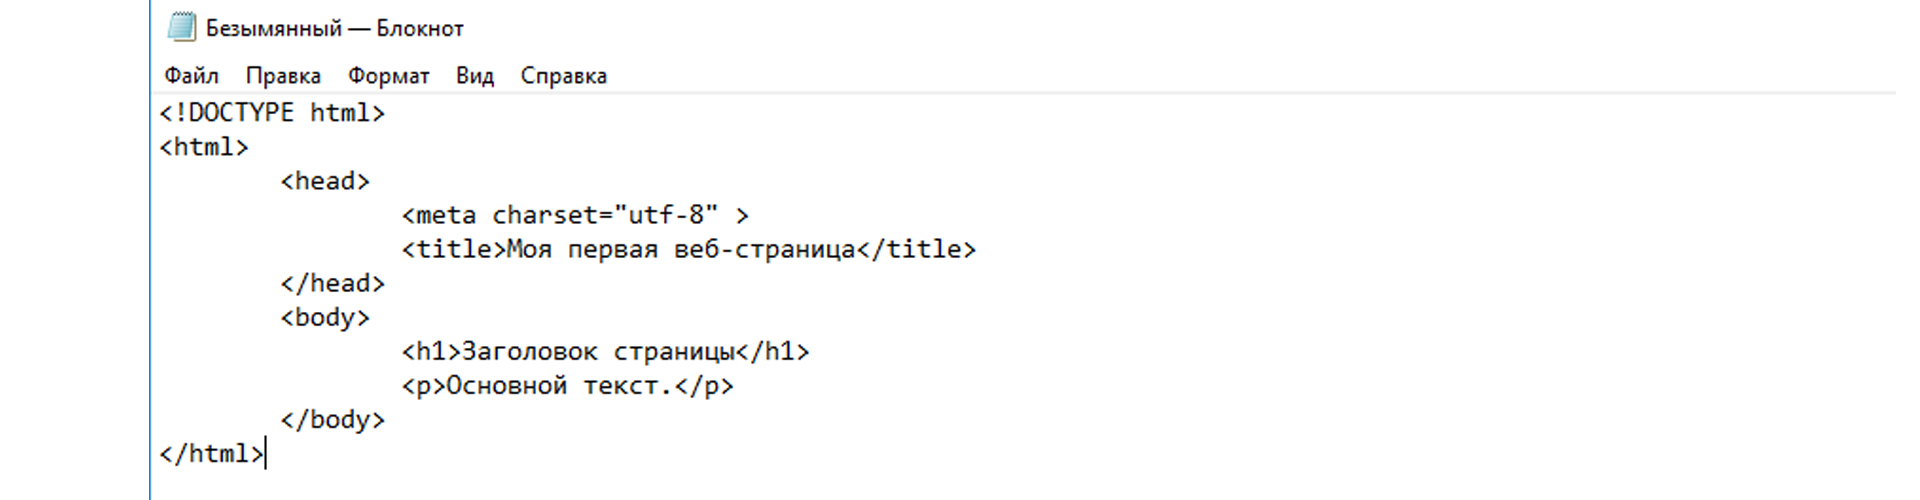 Безымянный — Блокнот
Файл Правка Формат Вид Справка
<!DOCTYPE html>
<html>
<head>
<meta charset="utf-8" >
<title>Моя первая веб-страница</title>
</head>
<body>
<h1>Заголовок страницы</h1>
<p>Основной текст.</p>
</body>
</html>